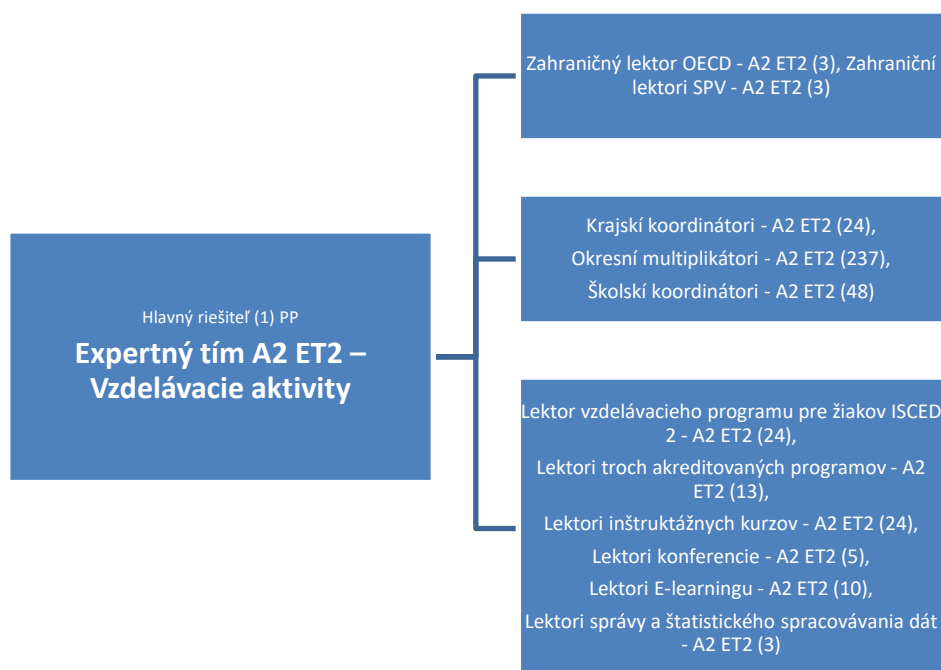 Zahraničný lektor OECD - A2 ET2 (3), Zahraniční
lektori SPV - A2 ET2 (3)
Krajskí koordinátori - A2 ET2 (24),
Okresní multiplikátori - A2 ET2 (237),
Školskí koordinátori - A2 ET2 (48)
Hlavný riešiteľ (1) PP
Expertný tím A2 ET2 –
Vzdelávacie aktivity
Lektor vzdelávacieho programu pre žiakov ISCED
2 - A2 ET2 (24),
Lektori troch akreditovaných programov - A2
ET2 (13),
Lektori inštruktážnych kurzov - A2 ET2 (24),
Lektori konferencie - A2 ET2 (5),
Lektori E-learningu - A2 ET2 (10),
Lektori správy a štatistického spracovávania dát
- A2 ET2 (3)